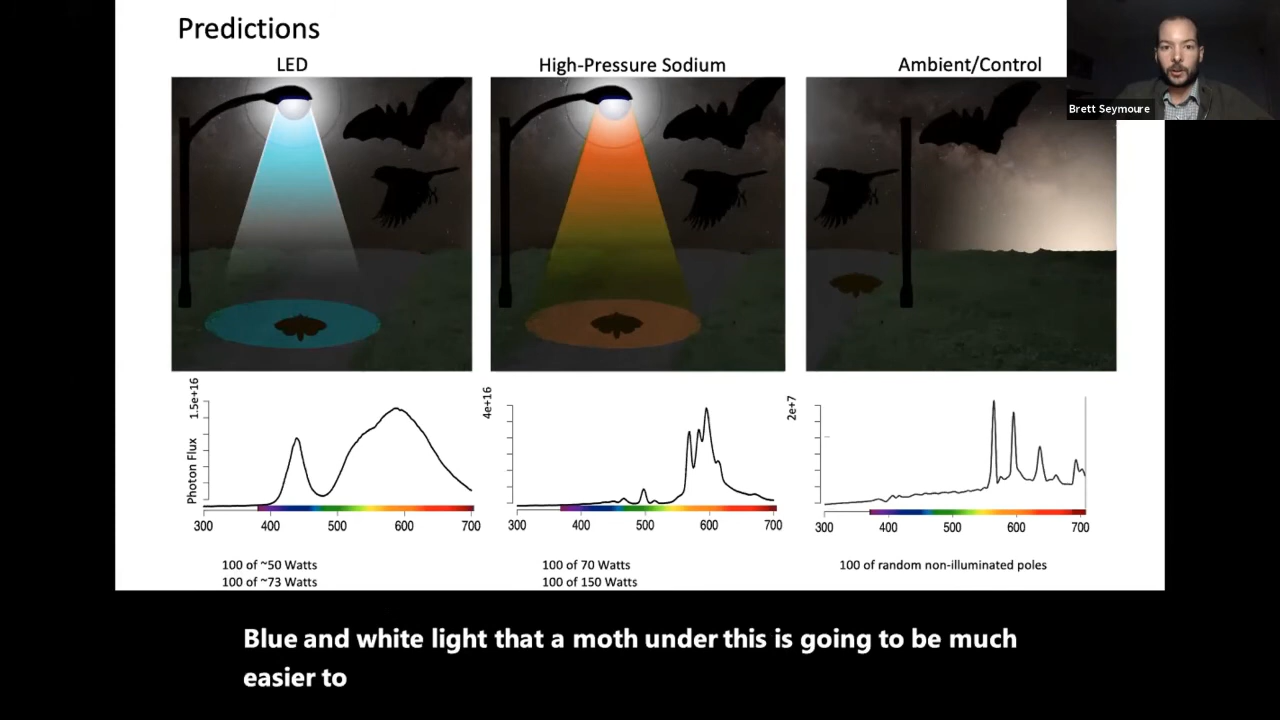 Predictions
LED
High-Pressure Sodium
Ambient/Control
Brett Seymoure
Photon Flux
1.5e+16
300 400 500 600 700
4e+16
300 400 500 600 700
2e+7
300 400 500 600 700
100 of ~50 Watts
100 of ~73 Watts
100 of 70 Watts
100 of 150 Watts
100 of random non-illuminated poles
Blue and white light that a moth under this is going to be much
easier to